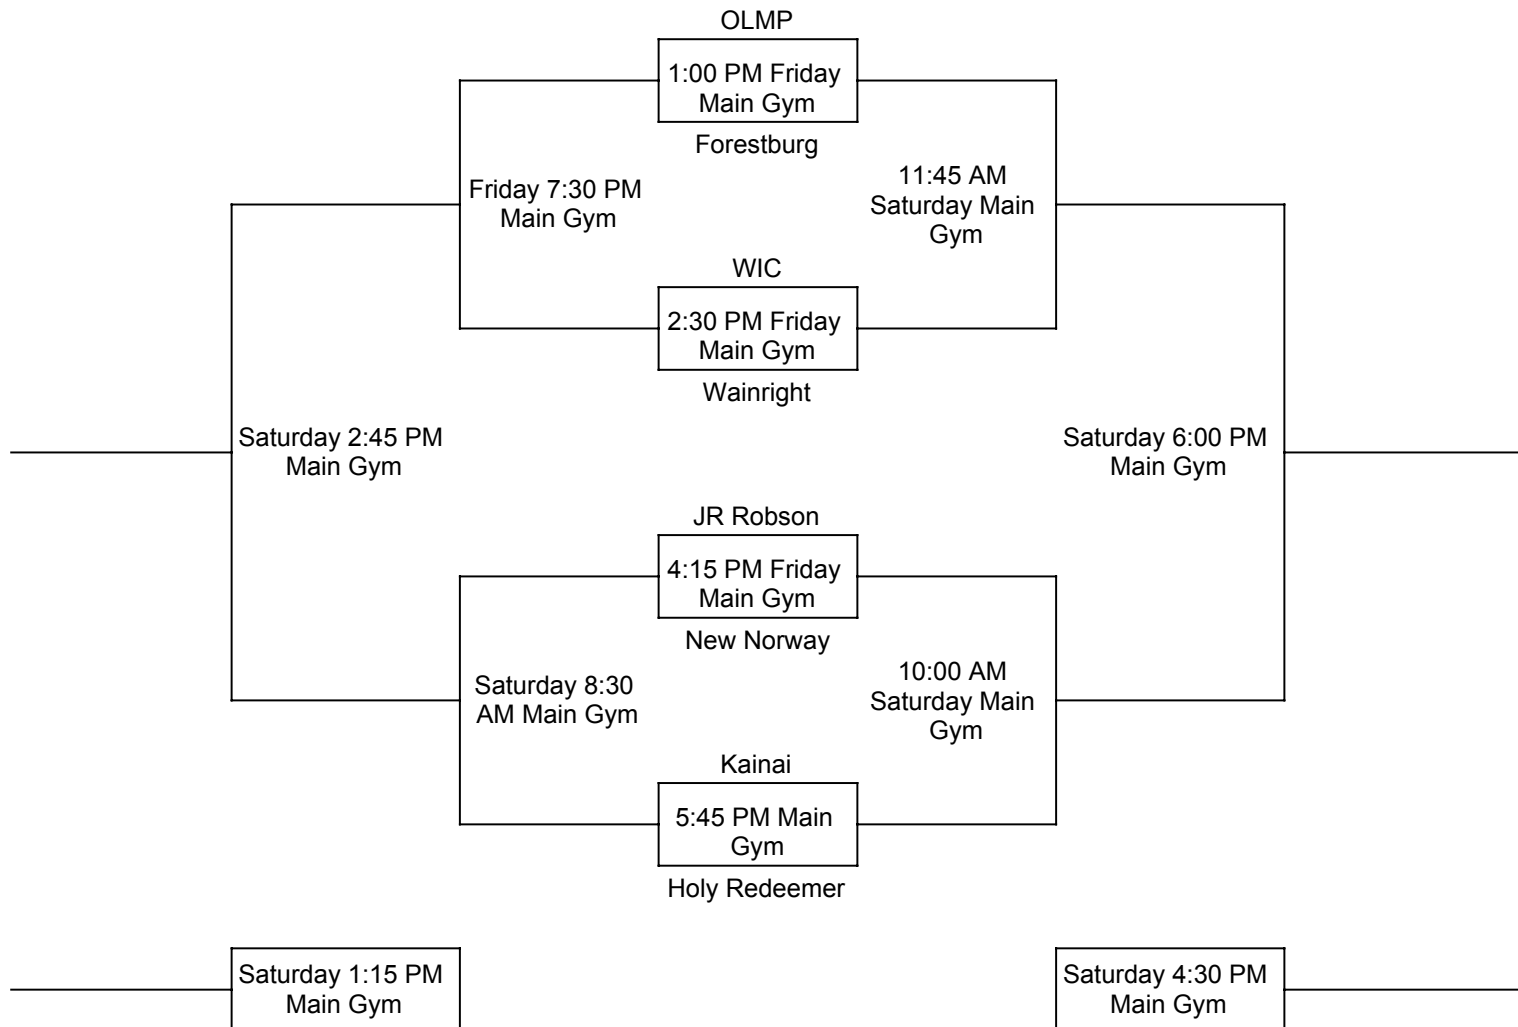 OLMP
1:00 PM Friday
Main Gym
Forestburg
Friday 7:30 PM
Main Gym
11:45 AM
Saturday Main
Gym
WIC
2:30 PM Friday
Main Gym
Wainright
Saturday 2:45 PM
Main Gym
Saturday 6:00 PM
Main Gym
JR Robson
4:15 PM Friday
Main Gym
New Norway
Saturday 8:30
AM Main Gym
10:00 AM
Saturday Main
Gym
Kainai
5:45 PM Main
Gym
Holy Redeemer
Saturday 1:15 PM
Main Gym
Saturday 4:30 PM
Main Gym